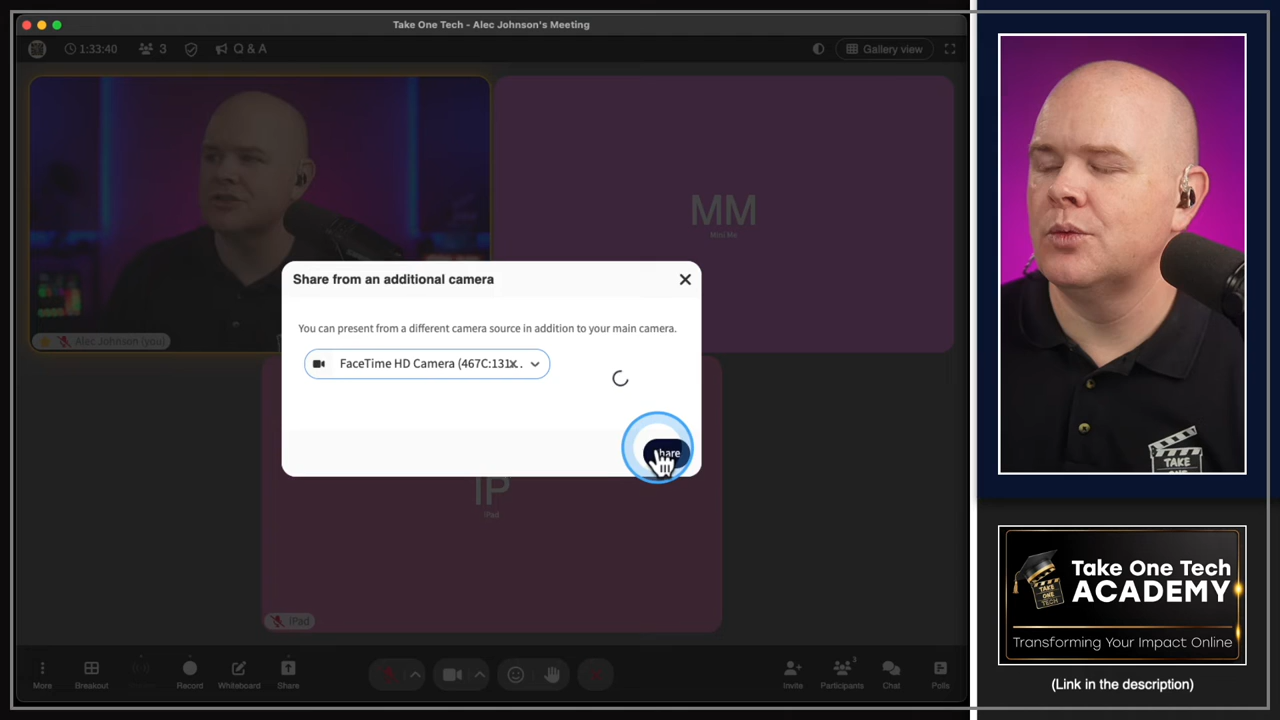 Take One Tech - Alec Johnson's Meeting
1:33:40
3
Q & A
Gallery view
MM
Mini Me
Alec Johnson (you)
Share from an additional camera
You can present from a different camera source in addition to your main camera.
FaceTime HD Camera (467C:131
IP
iPad
iPad
More
Breakout
Record
Whiteboard
Share
Invite
3
Participants
Chat
Polls
TAKE
Take One Tech
ACADEMY
Transforming Your Impact Online
(Link in the description)